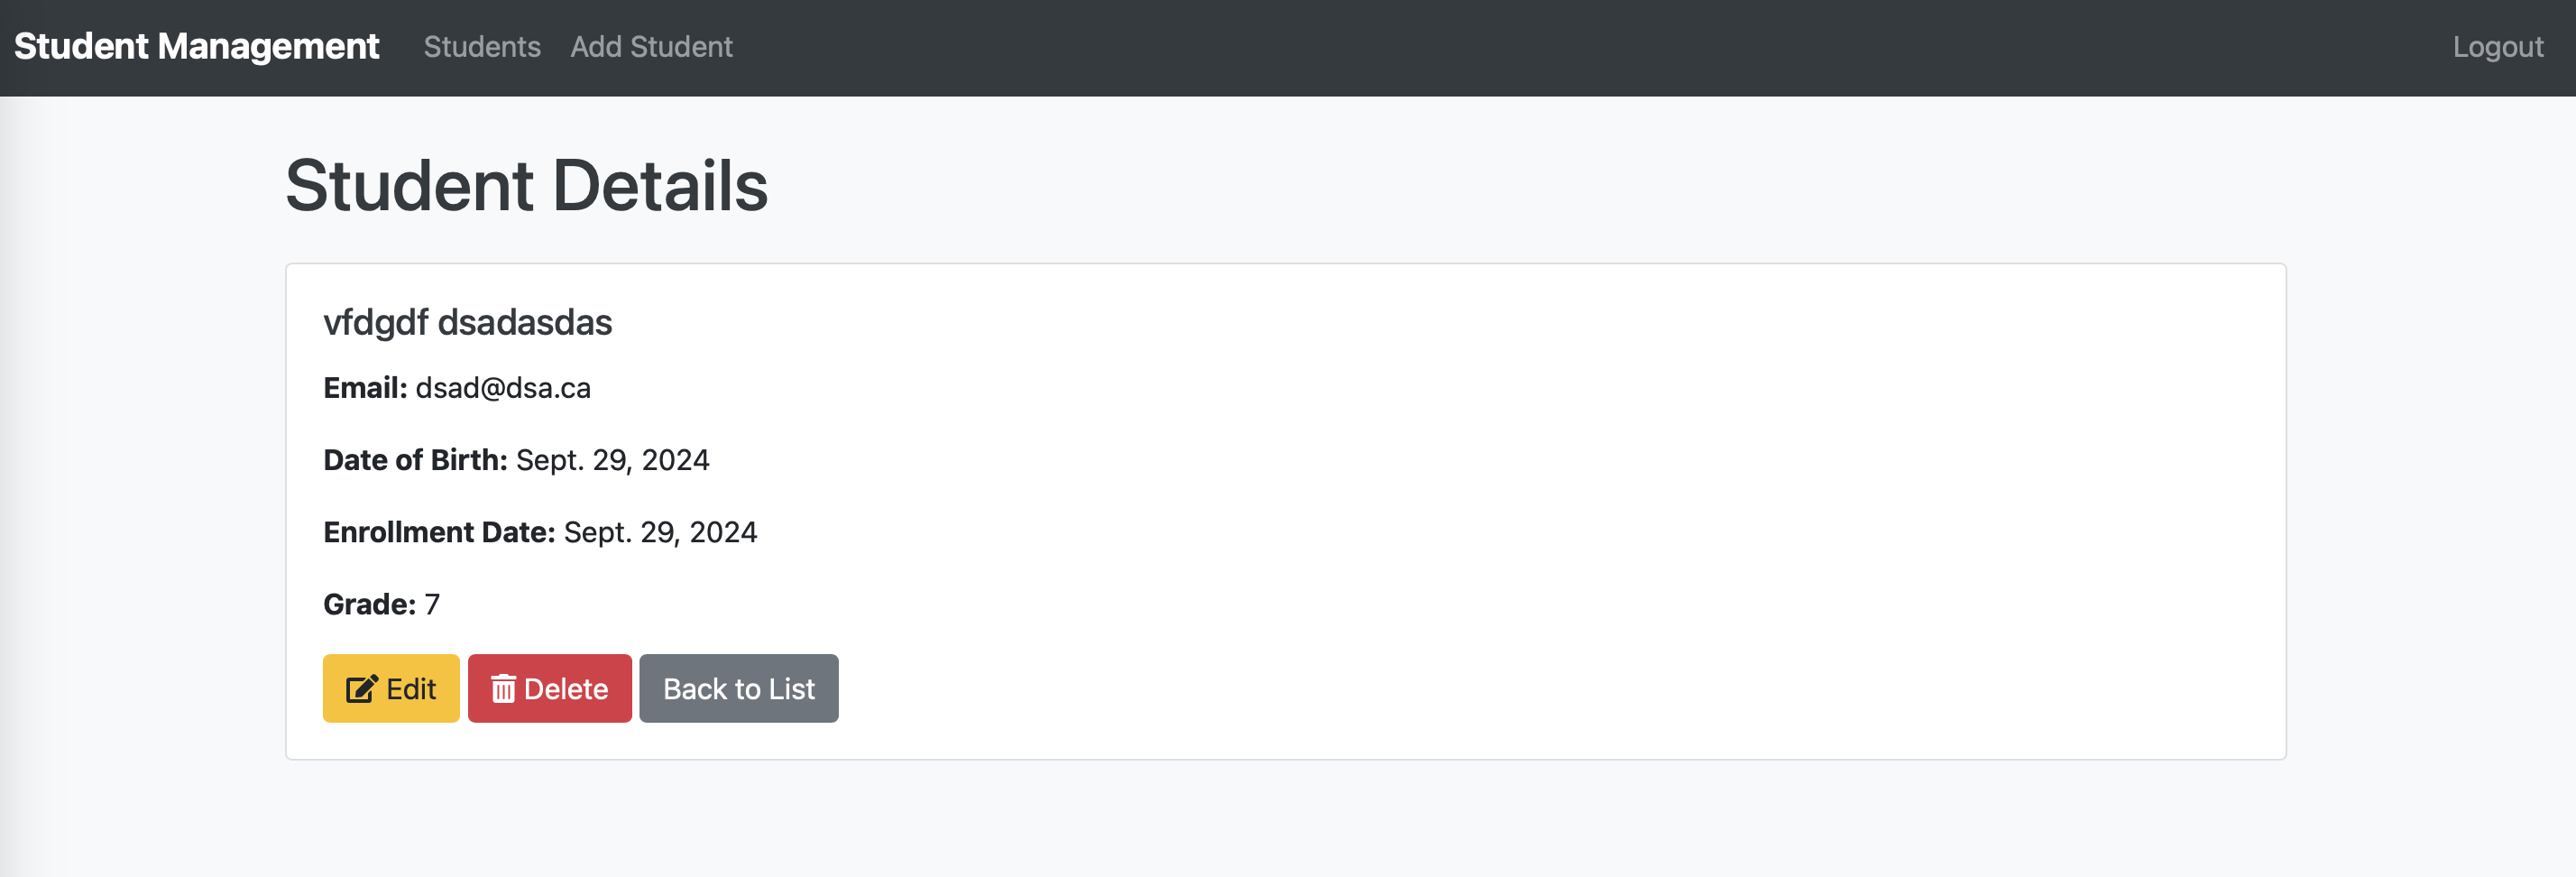 Student Management Students Add Student Logout
Student Details
vfdgdf dsadasdas
Email: dsad@dsa.ca
Date of Birth: Sept. 29, 2024
Enrollment Date: Sept. 29, 2024
Grade: 7
Edit Delete Back to List